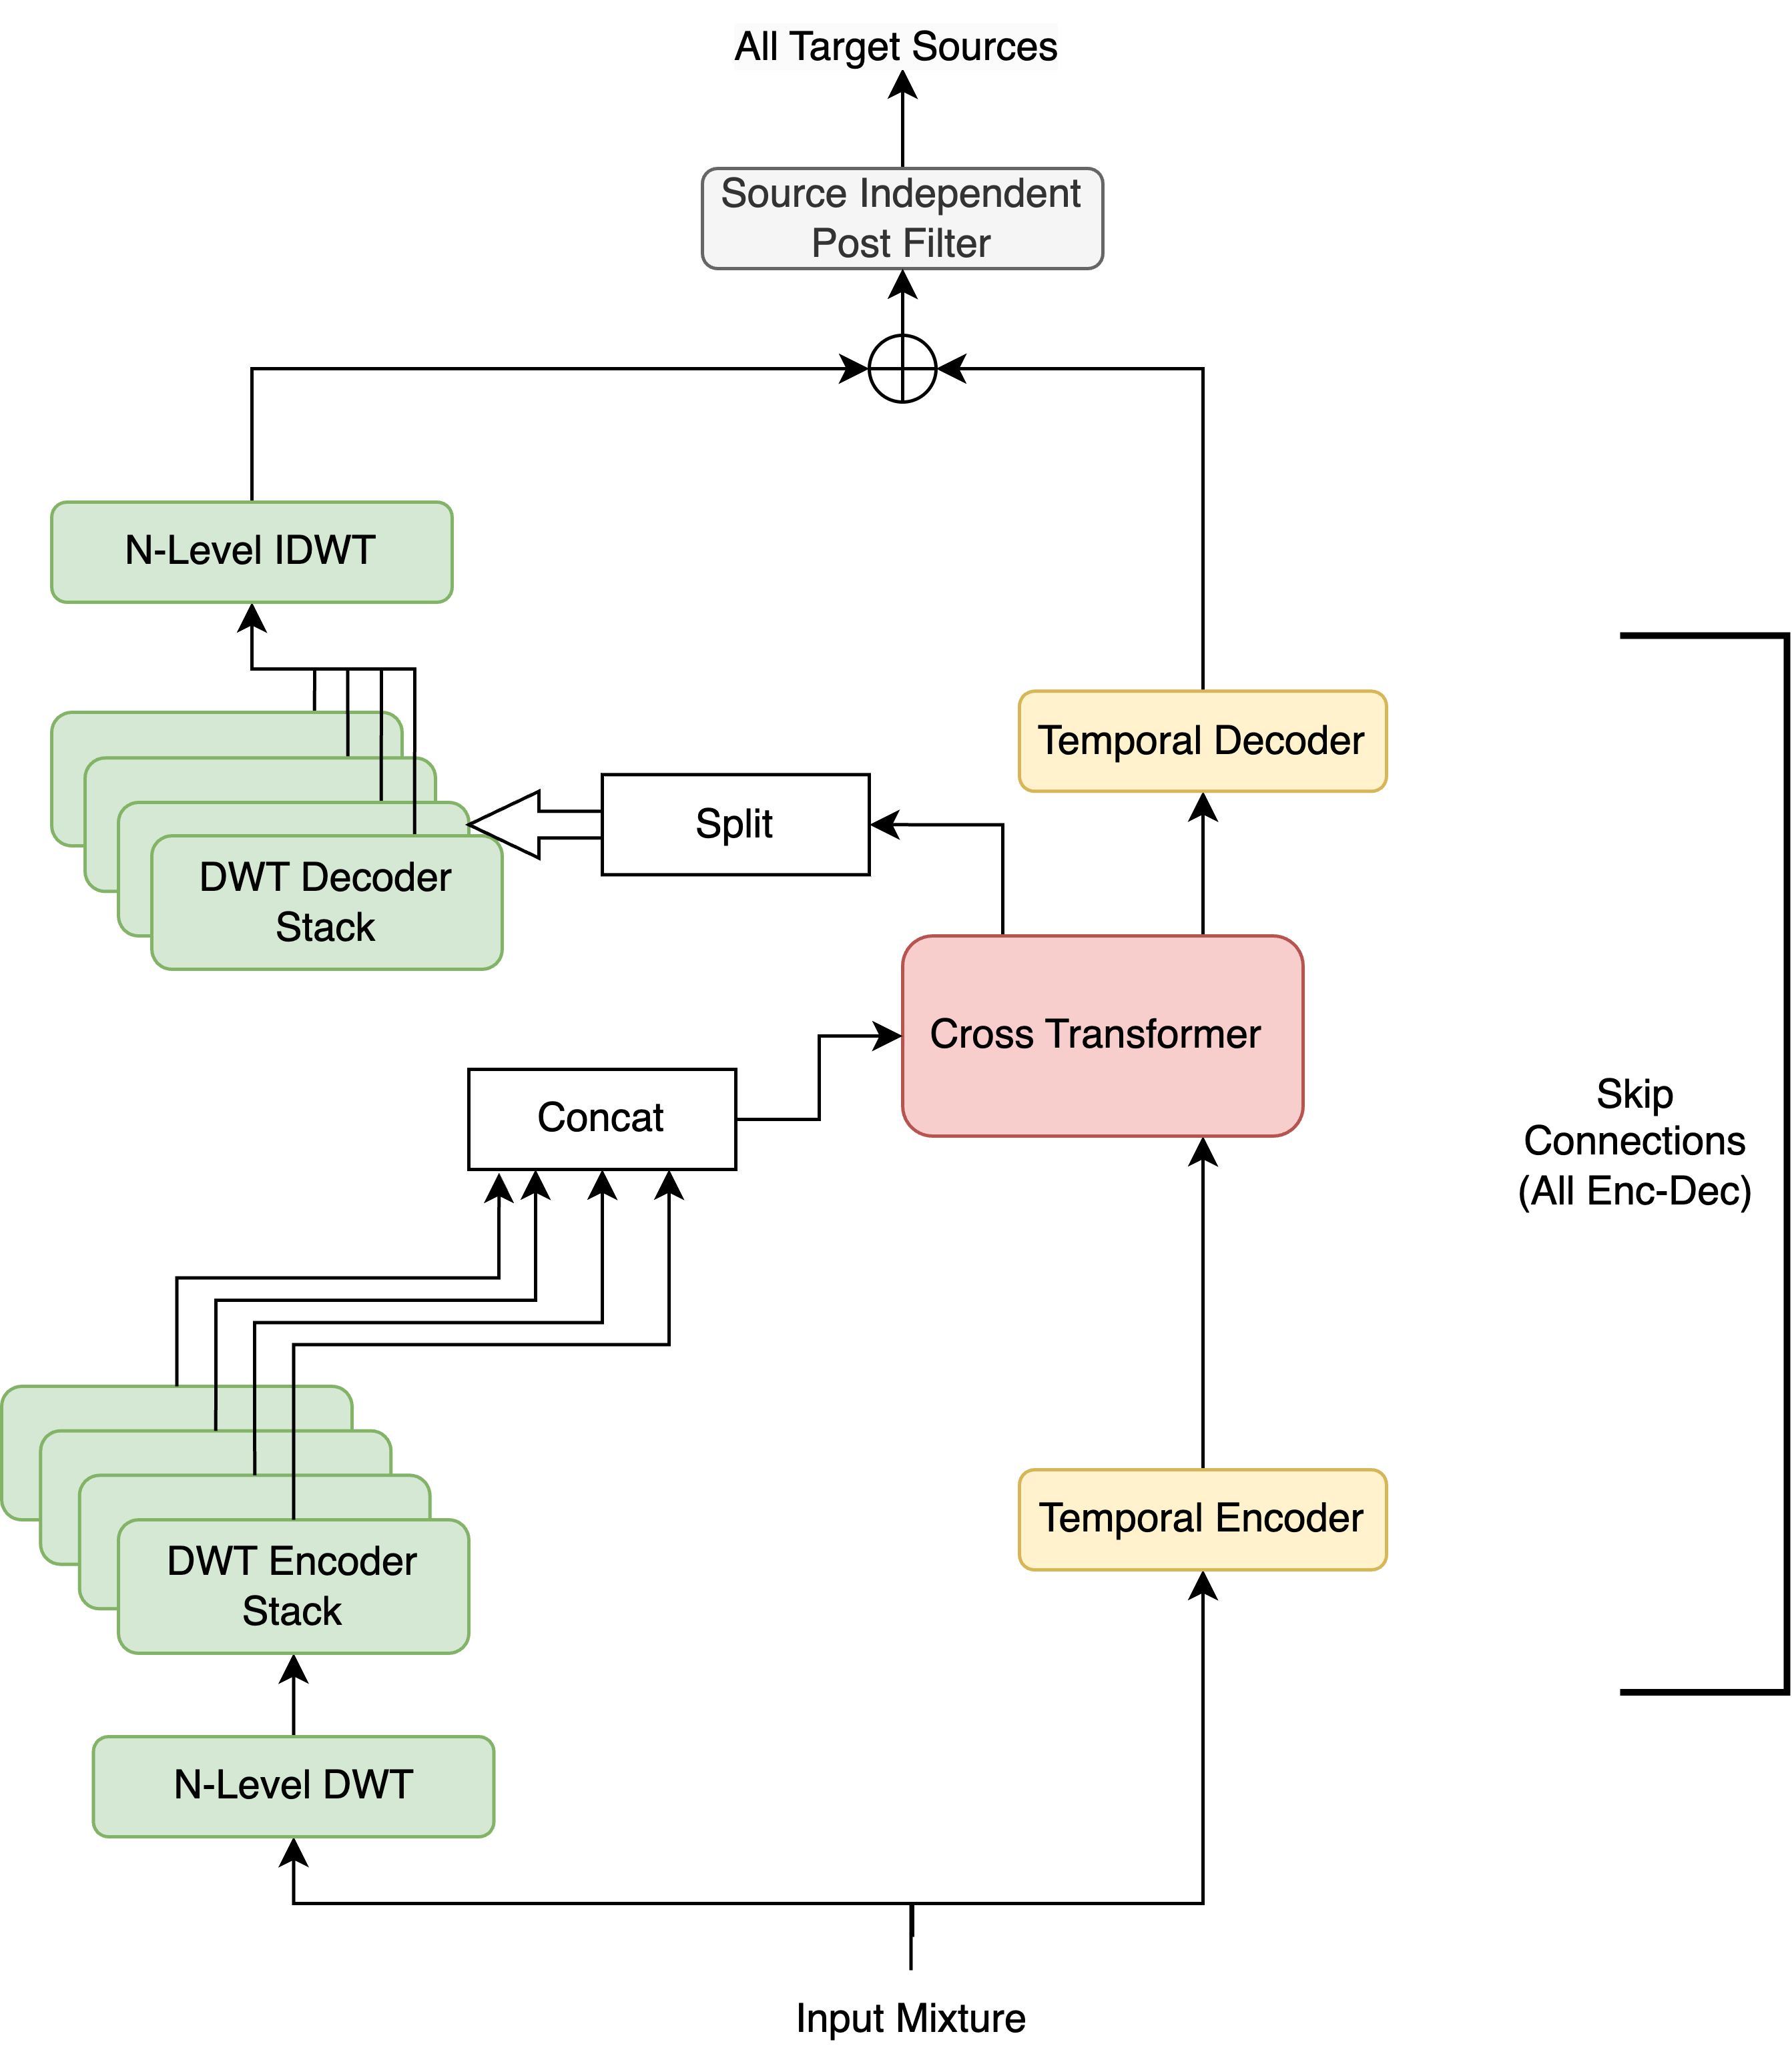 All Target Sources
Source Independent
Post Filter
N-Level IDWT
Temporal Decoder
Split
DWT Decoder
Stack
Cross Transformer
Concat
Skip
Connections
(All Enc-Dec)
Temporal Encoder
DWT Encoder
Stack
N-Level DWT
Input Mixture